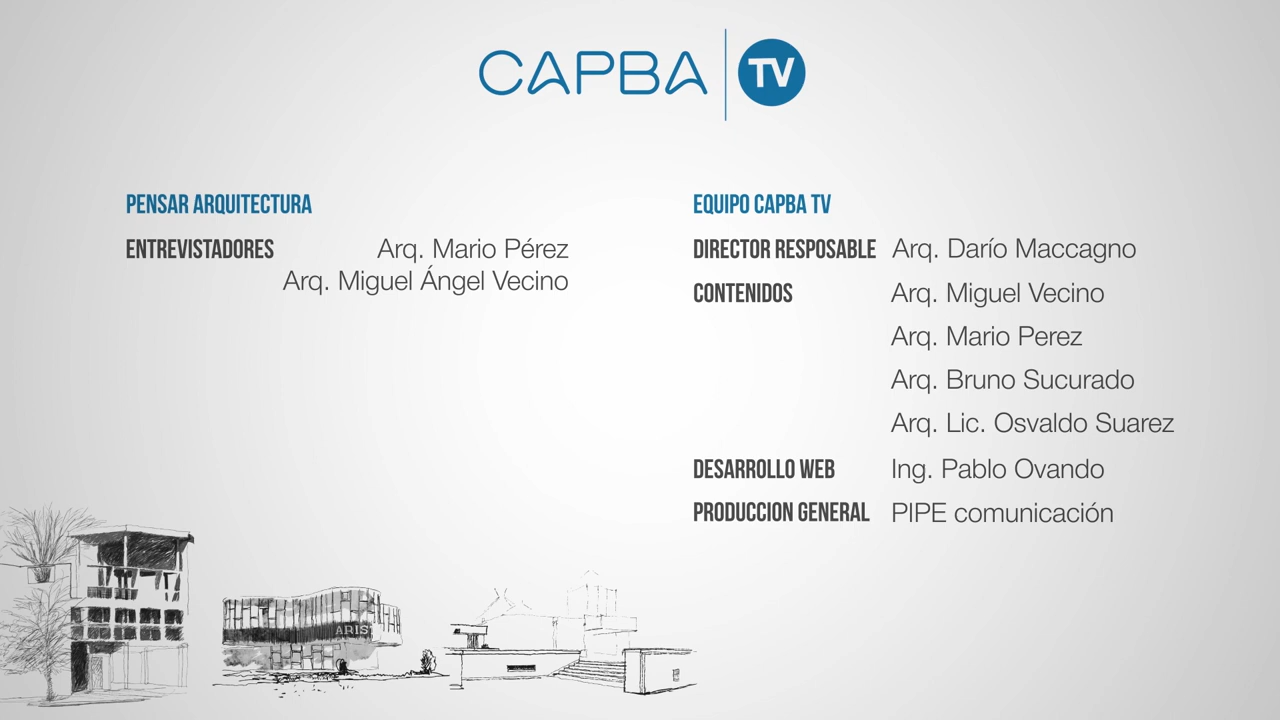 CAPBA TV
PENSAR ARQUITECTURA
ENTREVISTADORES Arq. Mario Pérez
Arq. Miguel Ángel Vecino
EQUIPO CAPBA TV
DIRECTOR RESPOSABLE Arq. Darío Maccagno
CONTENIDOS Arq. Miguel Vecino
Arq. Mario Perez
Arq. Bruno Sucurado
Arq. Lic. Osvaldo Suarez
DESARROLLO WEB Ing. Pablo Ovando
PRODUCCION GENERAL PIPE comunicación
ARIS